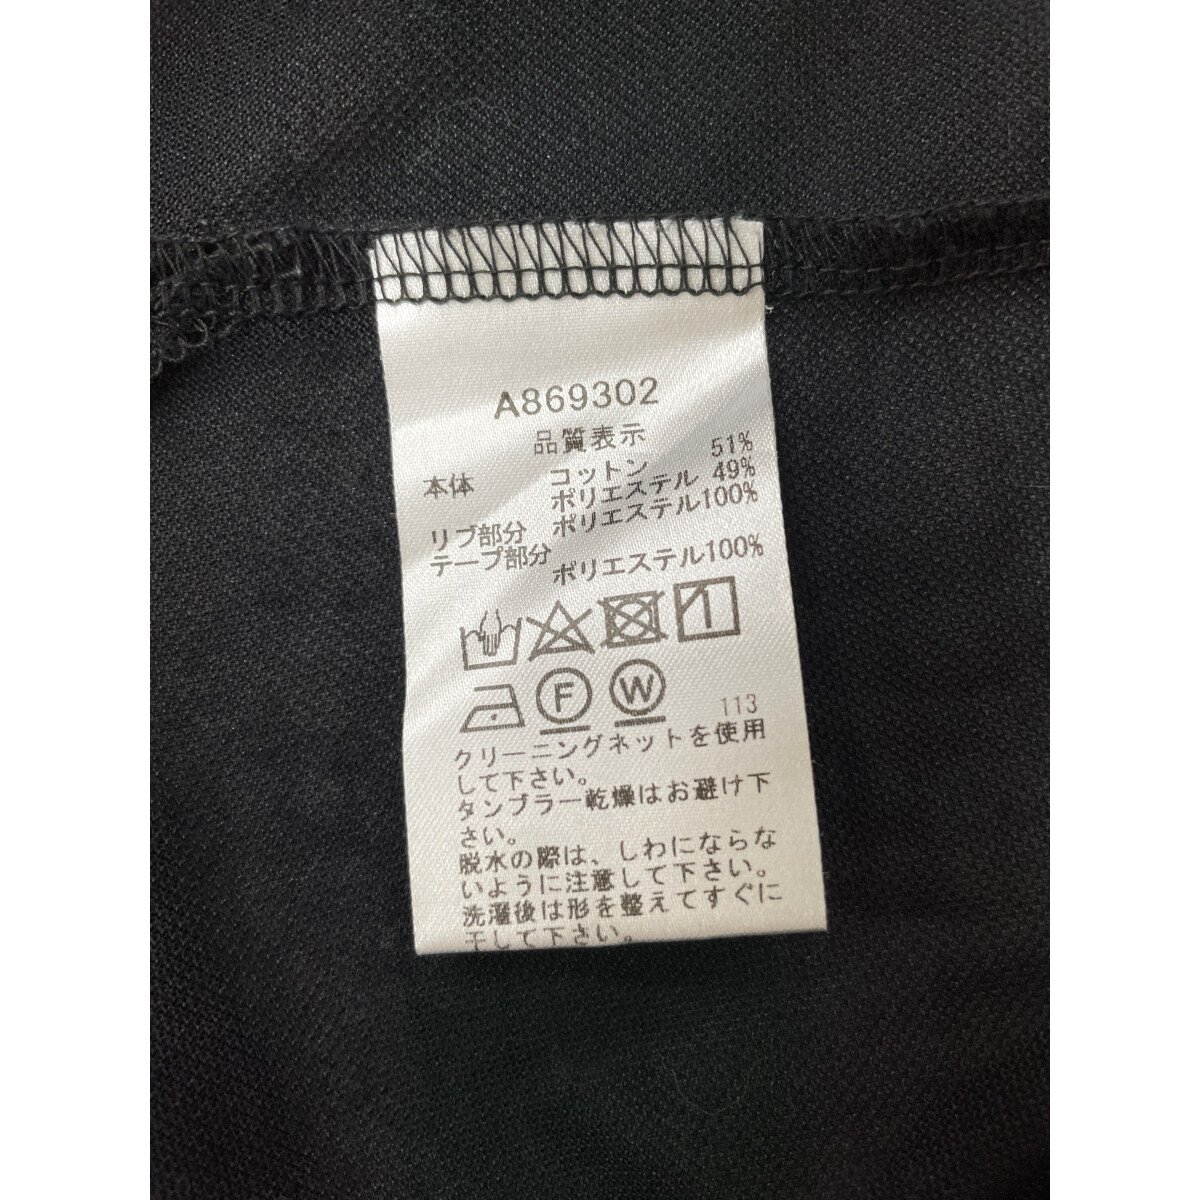 A869302
品質表示
本体 コットン 51%
ポリエステル 49%
リブ部分 ポリエステル100%
テープ部分
ポリエステル100%
F W
113
クリーニングネットを使用
して下さい。
タンブラー乾燥はお避け下
さい。
脱水の際は、しわにならな
いように注意して下さい。
洗濯後は形を整えてすぐに
干して下さい。